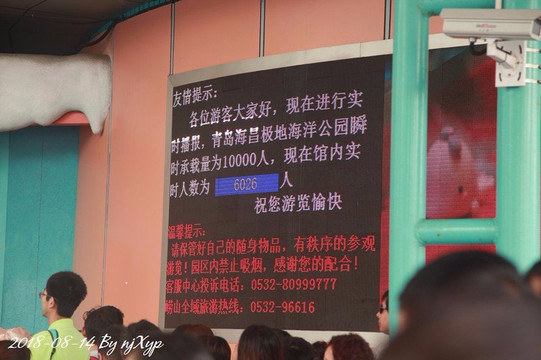 友情提示:
各位游客大家好，现在进行实
时播报，青岛海昌极地海洋公园瞬
时承载量为10000人，现在馆内实
时人数为 6026 人
祝您游览愉快
温馨提示:
请保管好自己的随身物品，有秩序的参观
游览！园区内禁止吸烟，感谢您的配合！
客服中心投诉电话：0532-80999777
崂山全域旅游热线：0532-96616
2018-08-14 By njXyp